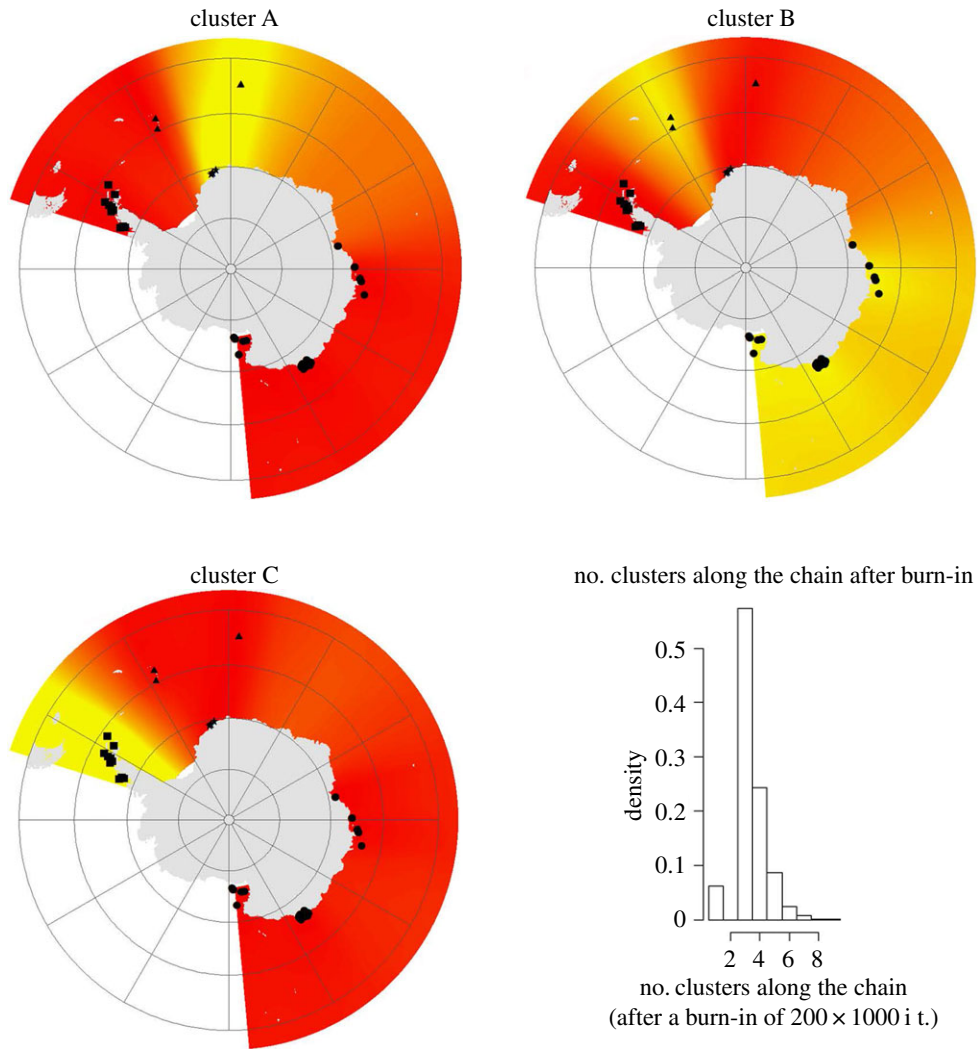 cluster A
cluster B
cluster C
no. clusters along the chain after burn-in
0.5
0.4
0.3
0.2
0.1
0
density
2 4 6 8
no. clusters along the chain
(after a burn-in of 200 × 1000 i t.)